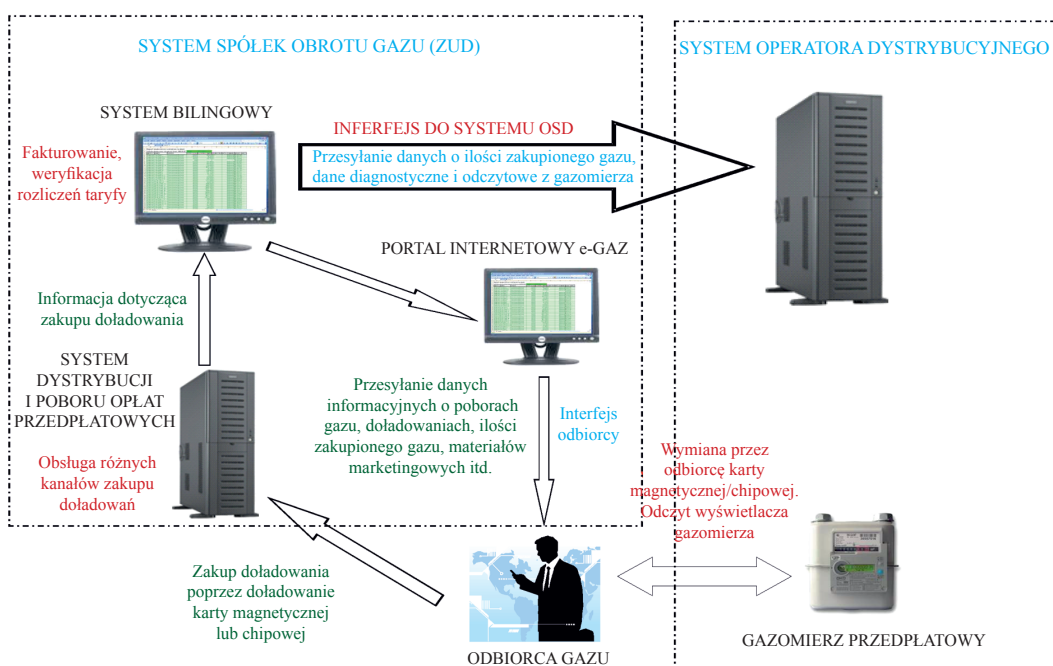 SYSTEM SPÓŁEK OBROTU GAZU (ZUD)
SYSTEM OPERATORA DYSTRYBUCYJNEGO
SYSTEM BILINGOWY
Fakturowanie,
weryfikacja
rozliczeń taryfy
INFERFEJS DO SYSTEMU OSD
Przesyłanie danych o ilości zakupionego gazu,
dane diagnostyczne i odczytowe z gazomierza
PORTAL INTERNETOWY e-GAZ
Informacja dotycząca
zakupu doładowania
SYSTEM
DYSTRYBUCJI
I POBORU OPŁAT
PRZEDPŁATOWYCH
Obsługa różnych
kanałów zakupu
doładowań
Przesyłanie danych
informacyjnych o poborach
gazu, doładowaniach, ilości
zakupionego gazu, materiałów
marketingowych itd.
Interfejs
odbiorcy
Wymiana przez
odbiorcę karty
magnetycznej/chipowej.
Odczyt wyświetlacza
gazomierza
Zakup doładowania
poprzez doładowanie
karty magnetycznej
lub chipowej
ODBIORCA GAZU
GAZOMIERZ PRZEDPŁATOWY